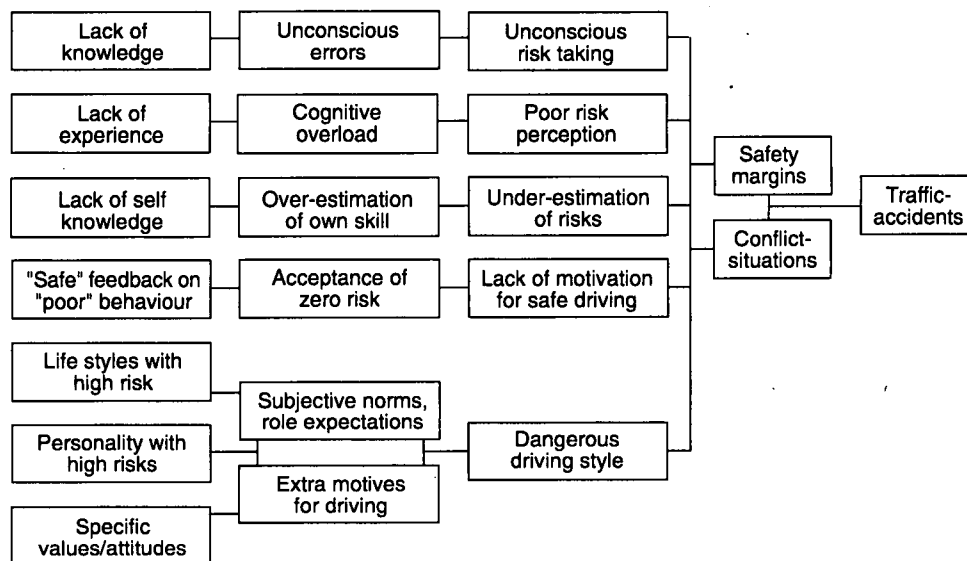 Lack of
knowledge
Unconscious
errors
Unconscious
risk taking
Lack of
experience
Cognitive
overload
Poor risk
perception
Safety
margins
Lack of self
knowledge
Over-estimation
of own skill
Under-estimation
of risks
Traffic-
accidents
Conflict-
situations
"Safe" feedback on
"poor" behaviour
Acceptance of
zero risk
Lack of motivation
for safe driving
Life styles with
high risk
Subjective norms,
role expectations
Personality with
high risks
Dangerous
driving style
Extra motives
for driving
Specific
values/attitudes